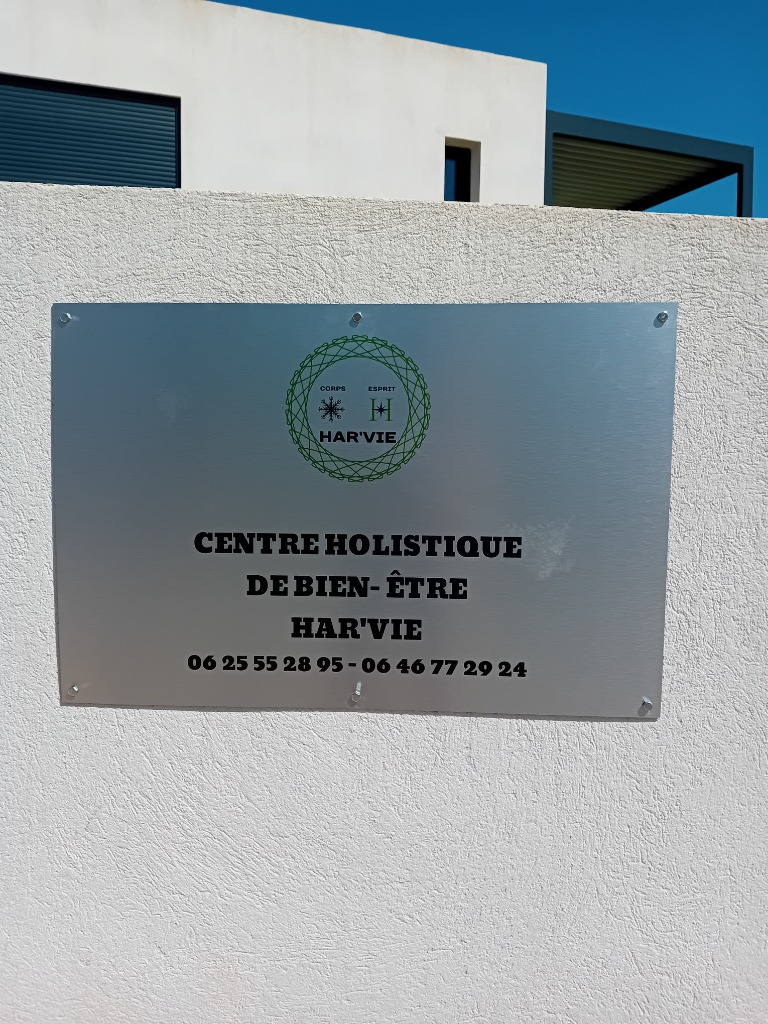 CORPS ESPRIT
H
HAR'VIE
CENTRE HOLISTIQUE
DE BIEN- ÊTRE
HAR'VIE
06 25 55 28 95 - 06 46 77 29 24